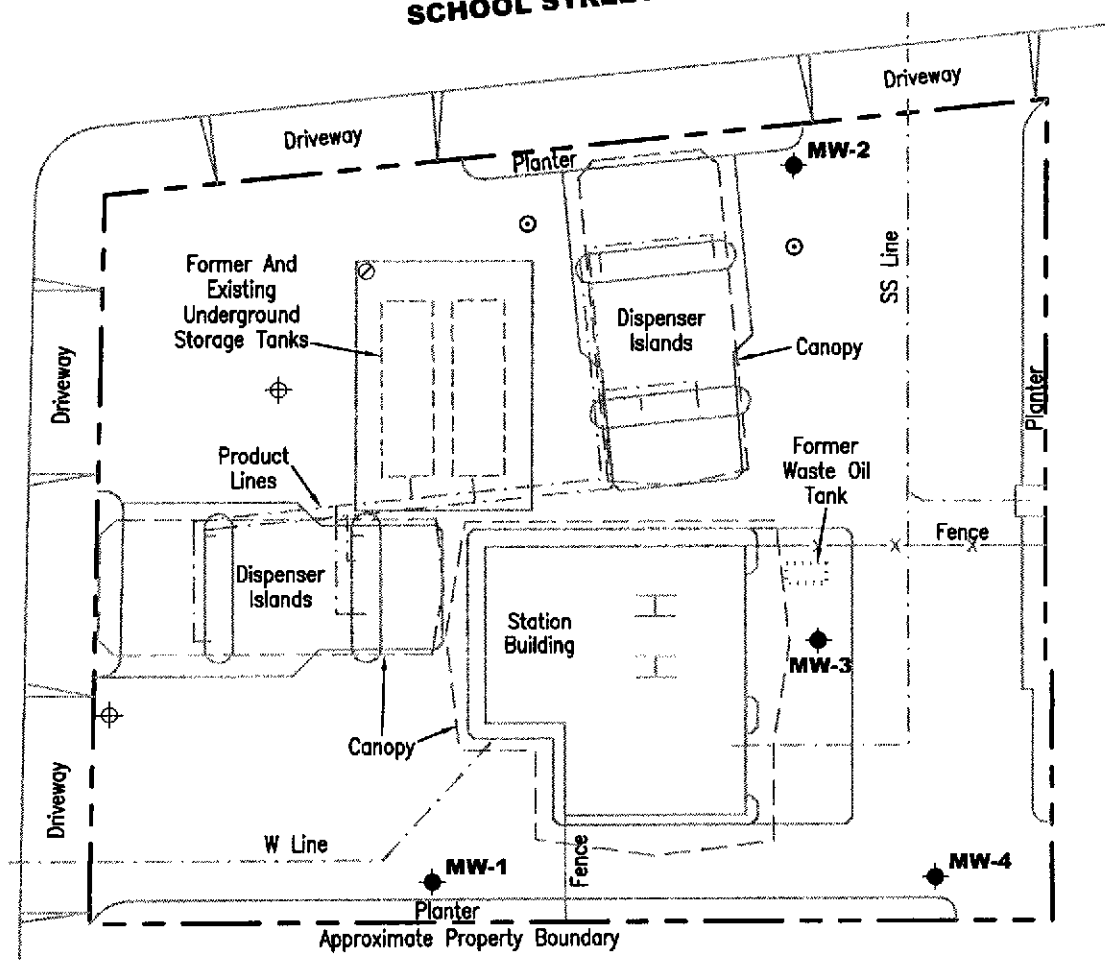 SCHOOL STREET
Driveway
Driveway
Planter
MW-2
Former And
Existing
Underground
Storage Tanks
SS Line
Dispenser
Islands
Canopy
Driveway
Planter
Product
Lines
Former
Waste Oil
Tank
Fence
Dispenser
Islands
Station
Building
MW-3
Canopy
Driveway
W Line
MW-1
Fence
MW-4
Planter
Approximate Property Boundary